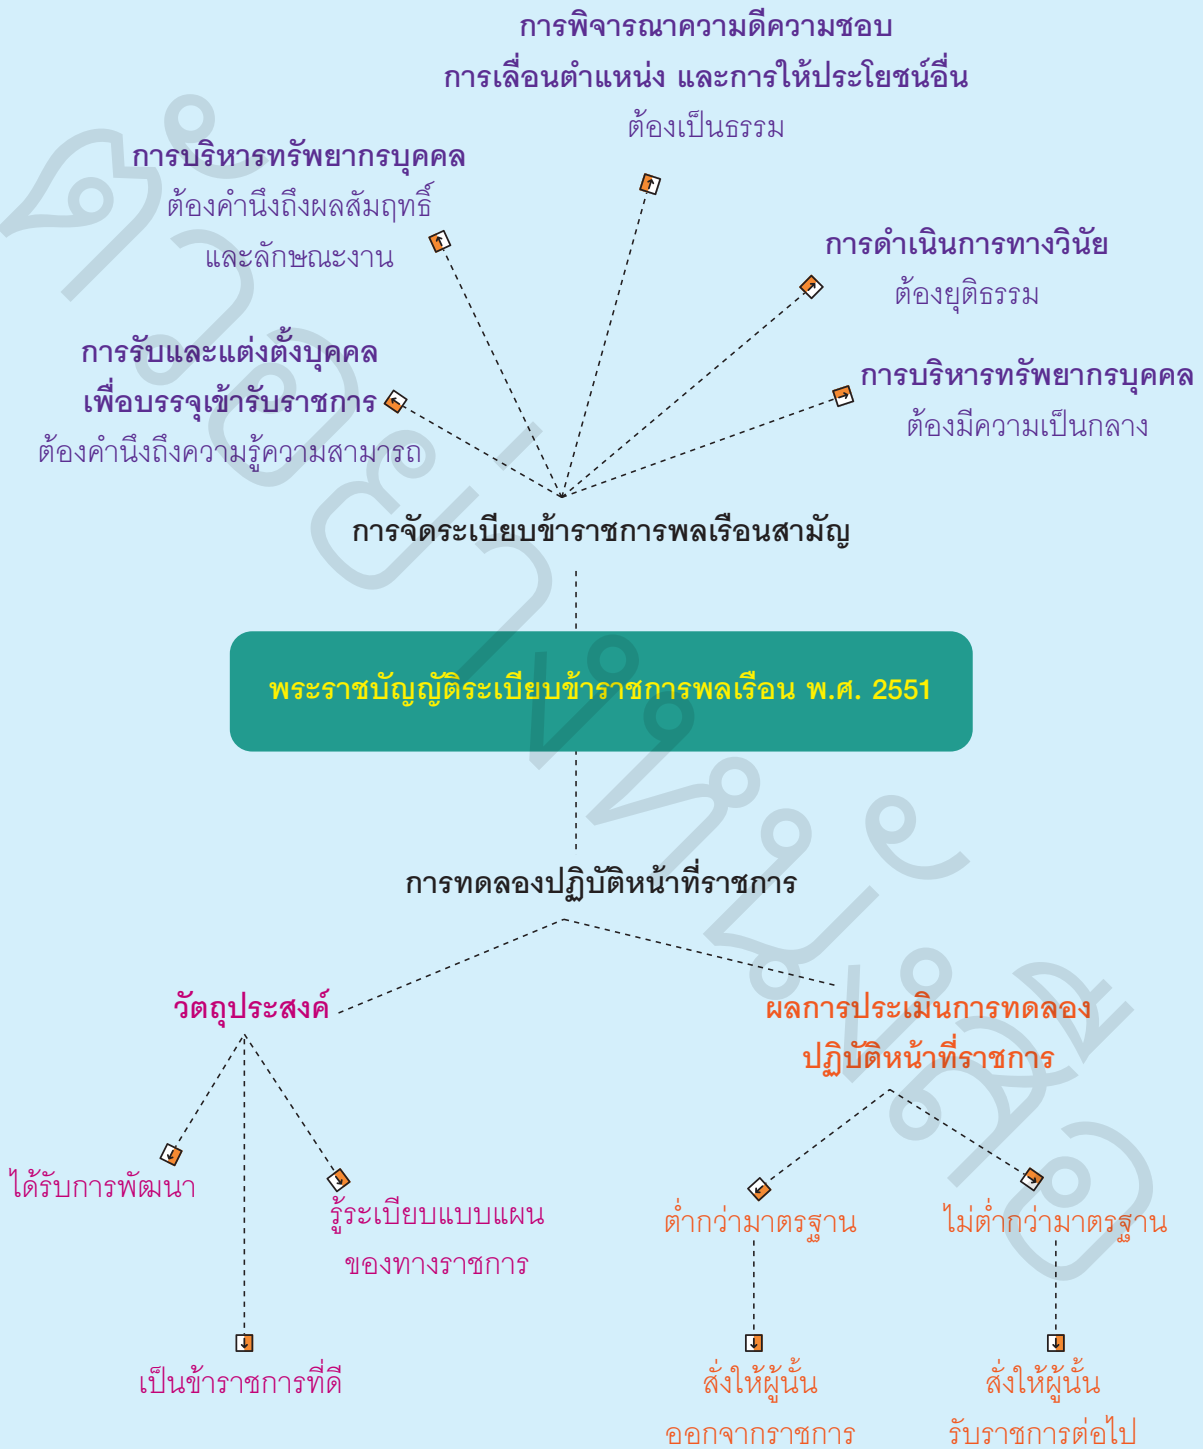 การพิจารณาความดีความชอบ
การเลื่อนตำแหน่ง และการให้ประโยชน์อื่น
ต้องเป็นธรรม
การบริหารทรัพยากรบุคคล
ต้องคำนึงถึงผลสัมฤทธิ์
และลักษณะงาน
การดำเนินการทางวินัย
ต้องยุติธรรม
การรับและแต่งตั้งบุคคล
เพื่อบรรจุเข้ารับราชการ
ต้องคำนึงถึงความรู้ความสามารถ
การบริหารทรัพยากรบุคคล
ต้องมีความเป็นกลาง
การจัดระเบียบข้าราชการพลเรือนสามัญ
พระราชบัญญัติระเบียบข้าราชการพลเรือน พ.ศ. 2551
การทดลองปฏิบัติหน้าที่ราชการ
วัตถุประสงค์
ผลการประเมินการทดลอง
ปฏิบัติหน้าที่ราชการ
ได้รับการพัฒนา
รู้ระเบียบแบบแผน
ของทางราชการ
เป็นข้าราชการที่ดี
ต่ำกว่ามาตรฐาน
ไม่ต่ำกว่ามาตรฐาน
สั่งให้ผู้นั้น
ออกจากราชการ
สั่งให้ผู้นั้น
รับราชการต่อไป
ตัวอย่างหนังสือ